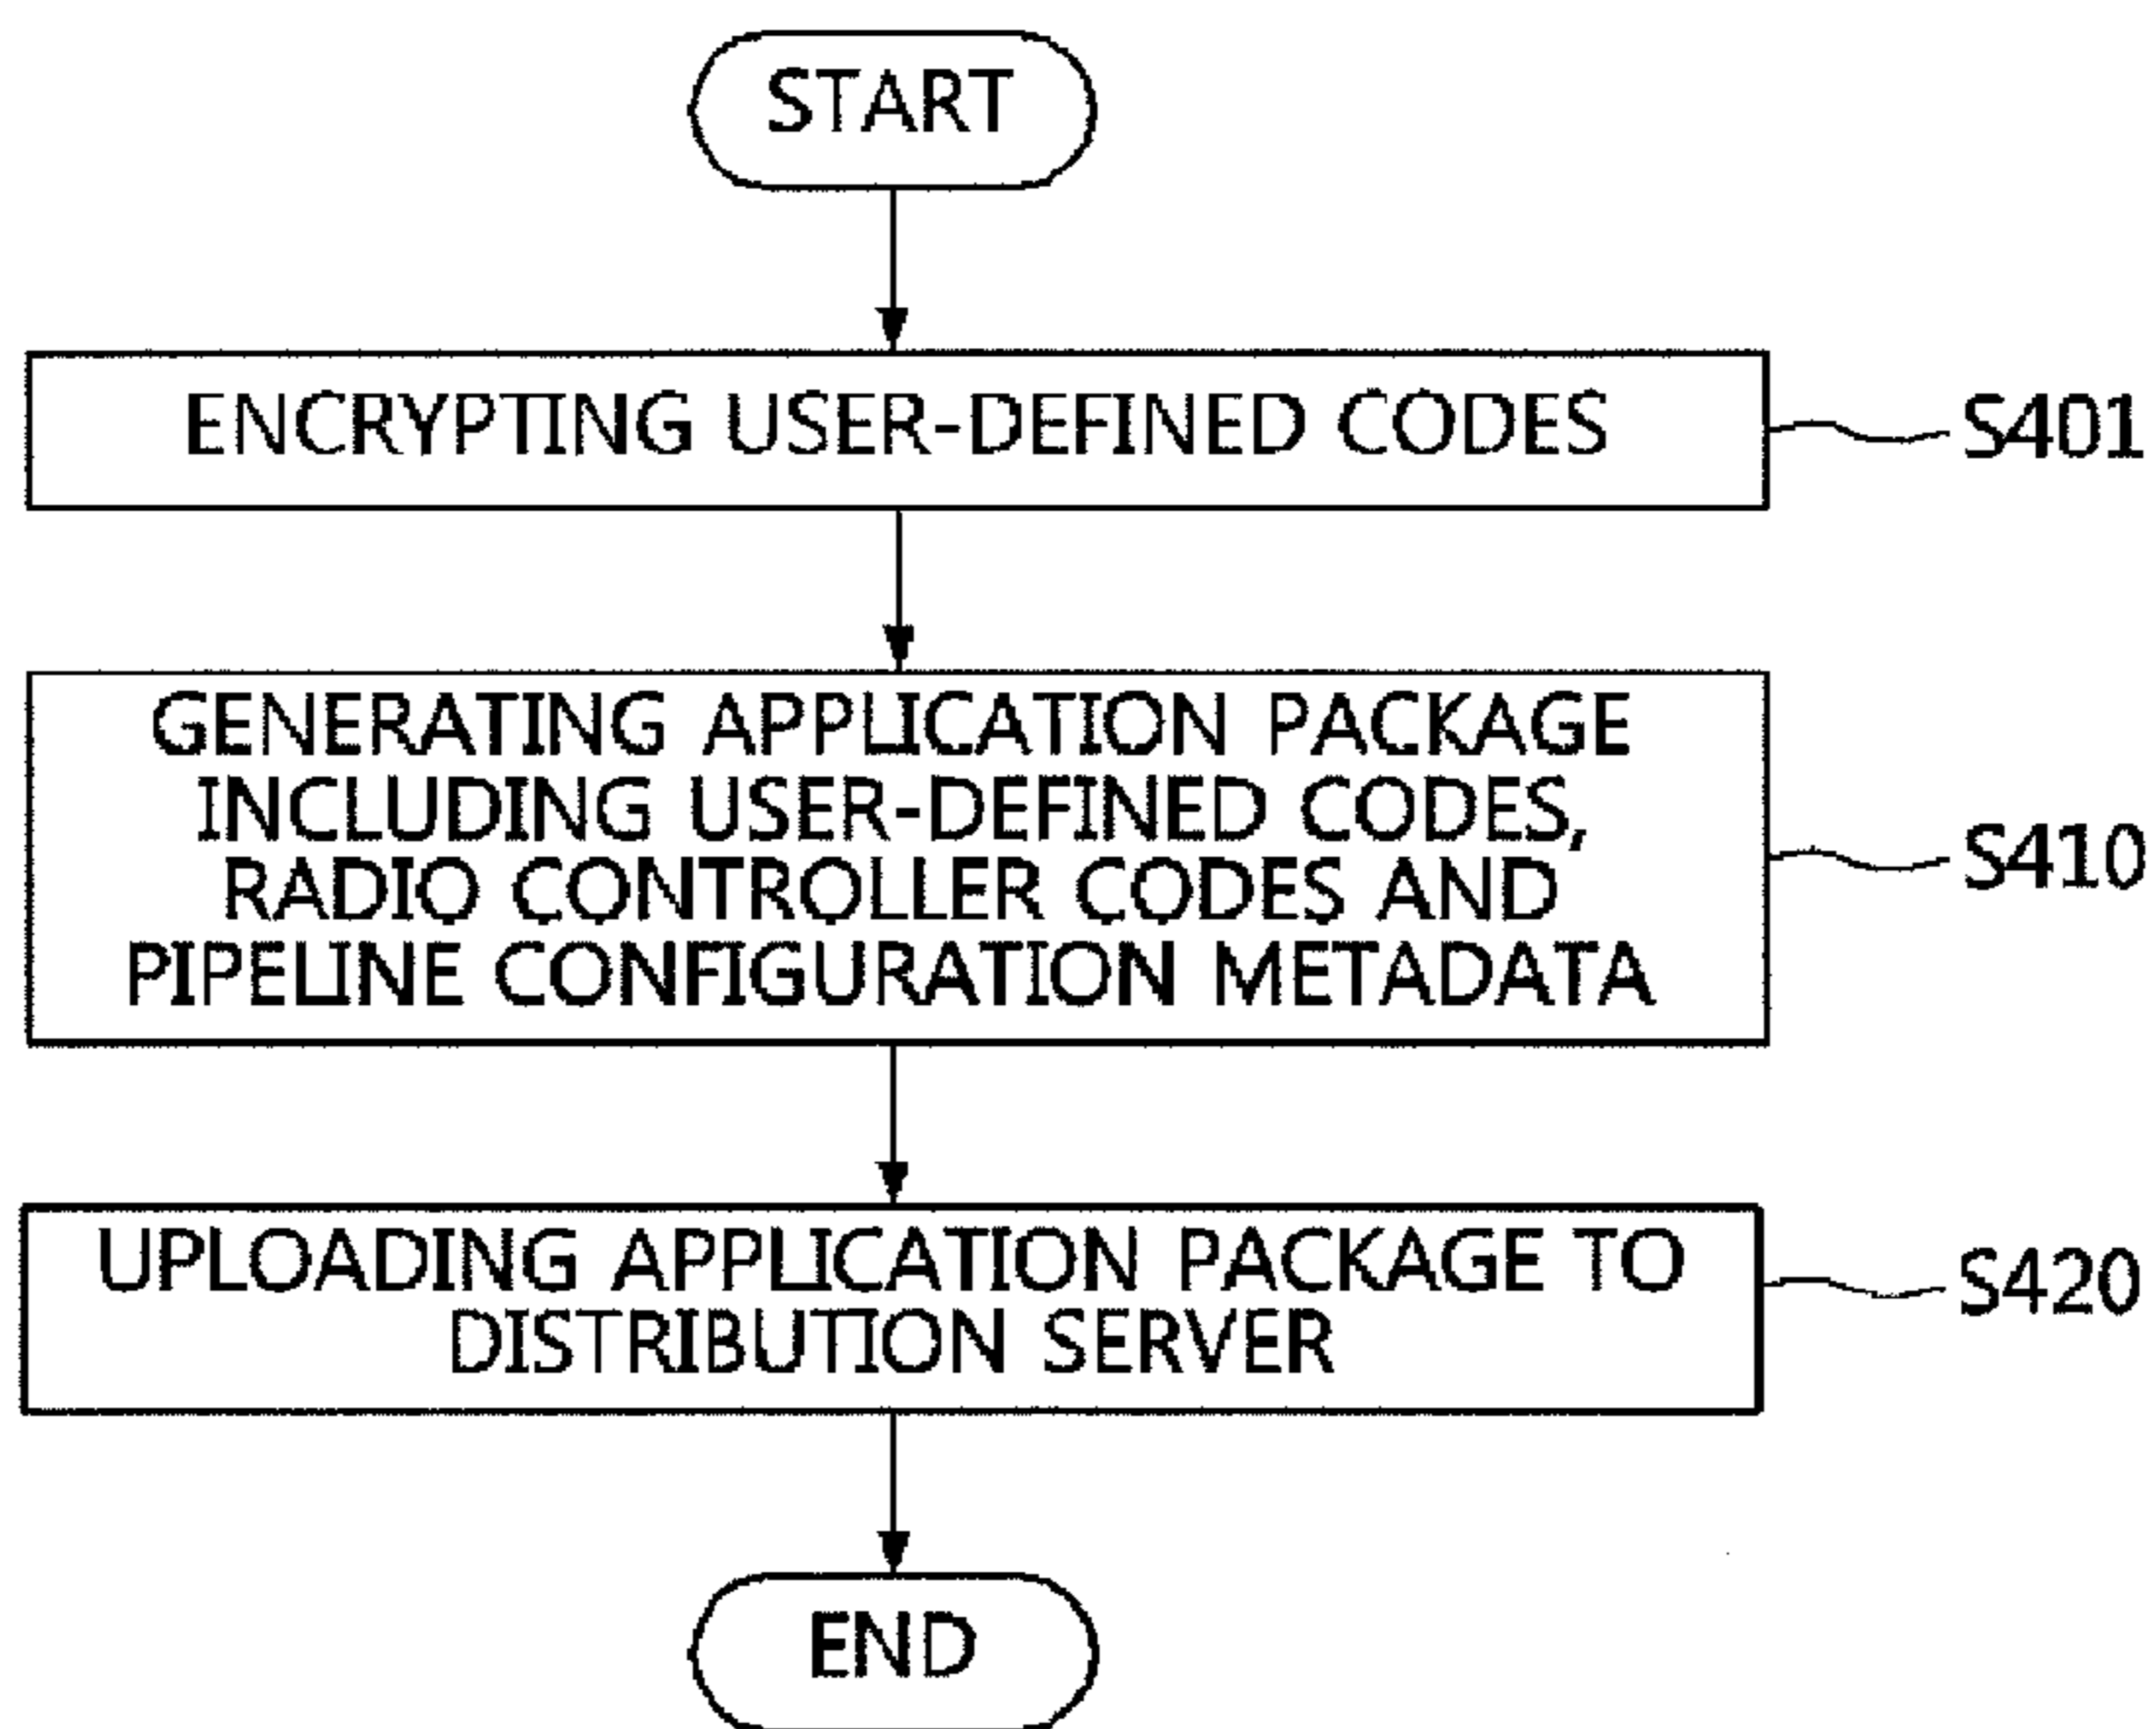 START
ENCRYPTING USER-DEFINED CODES
S401
GENERATING APPLICATION PACKAGE
INCLUDING USER-DEFINED CODES,
RADIO CONTROLLER CODES AND
PIPELINE CONFIGURATION METADATA
S410
UPLOADING APPLICATION PACKAGE TO
DISTRIBUTION SERVER
S420
END